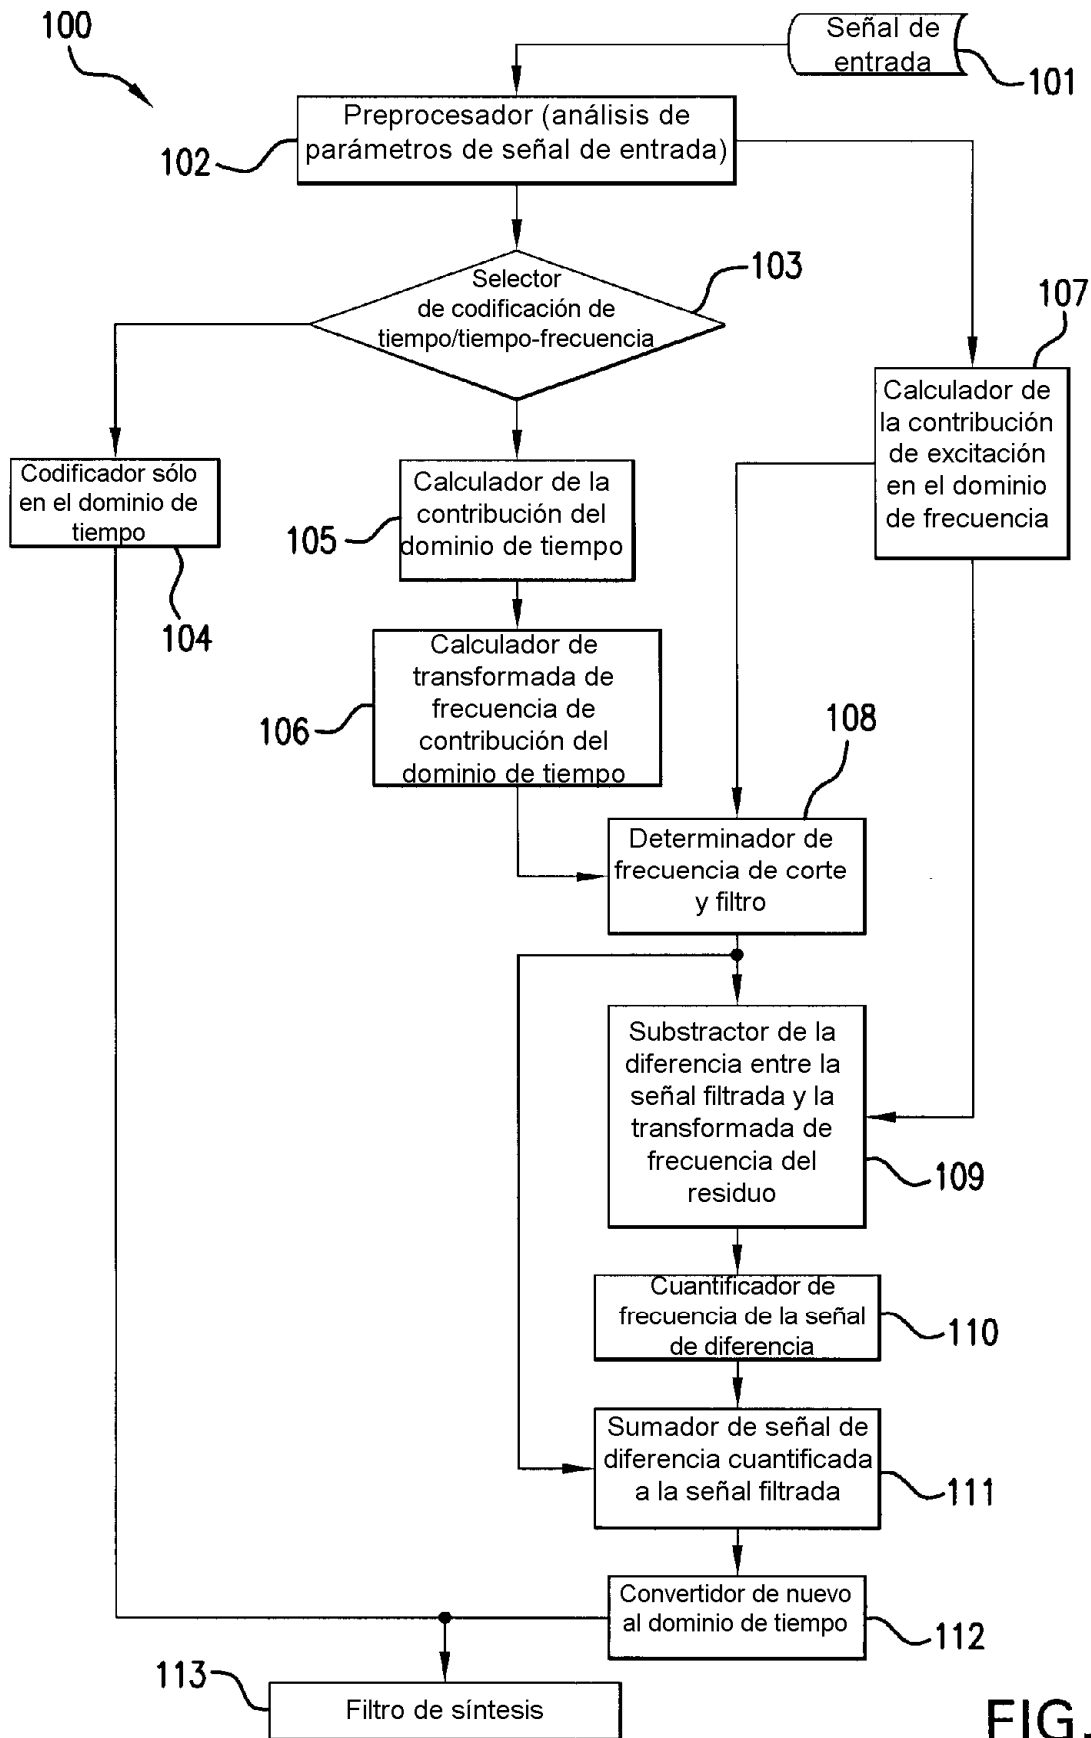 100
Señal de
entrada
101
Preprocesador (análisis de
parámetros de señal de entrada)
102
103
Selector
de codificación de
tiempo/tiempo-frecuencia
107
Calculador de
la contribución
de excitación
en el dominio
de frecuencia
Codificador sólo
en el dominio de
tiempo
104
Calculador de la
contribución del
dominio de tiempo
105
Calculador de
transformada de
frecuencia de
contribución del
dominio de tiempo
106
108
Determinador de
frecuencia de corte
y filtro
Substractor de la
diferencia entre la
señal filtrada y la
transformada de
frecuencia del
residuo
109
Cuantificador de
frecuencia de la señal
de diferencia
110
Sumador de señal de
diferencia cuantificada
a la señal filtrada
111
Convertidor de nuevo
al dominio de tiempo
112
113
Filtro de síntesis
FIG.